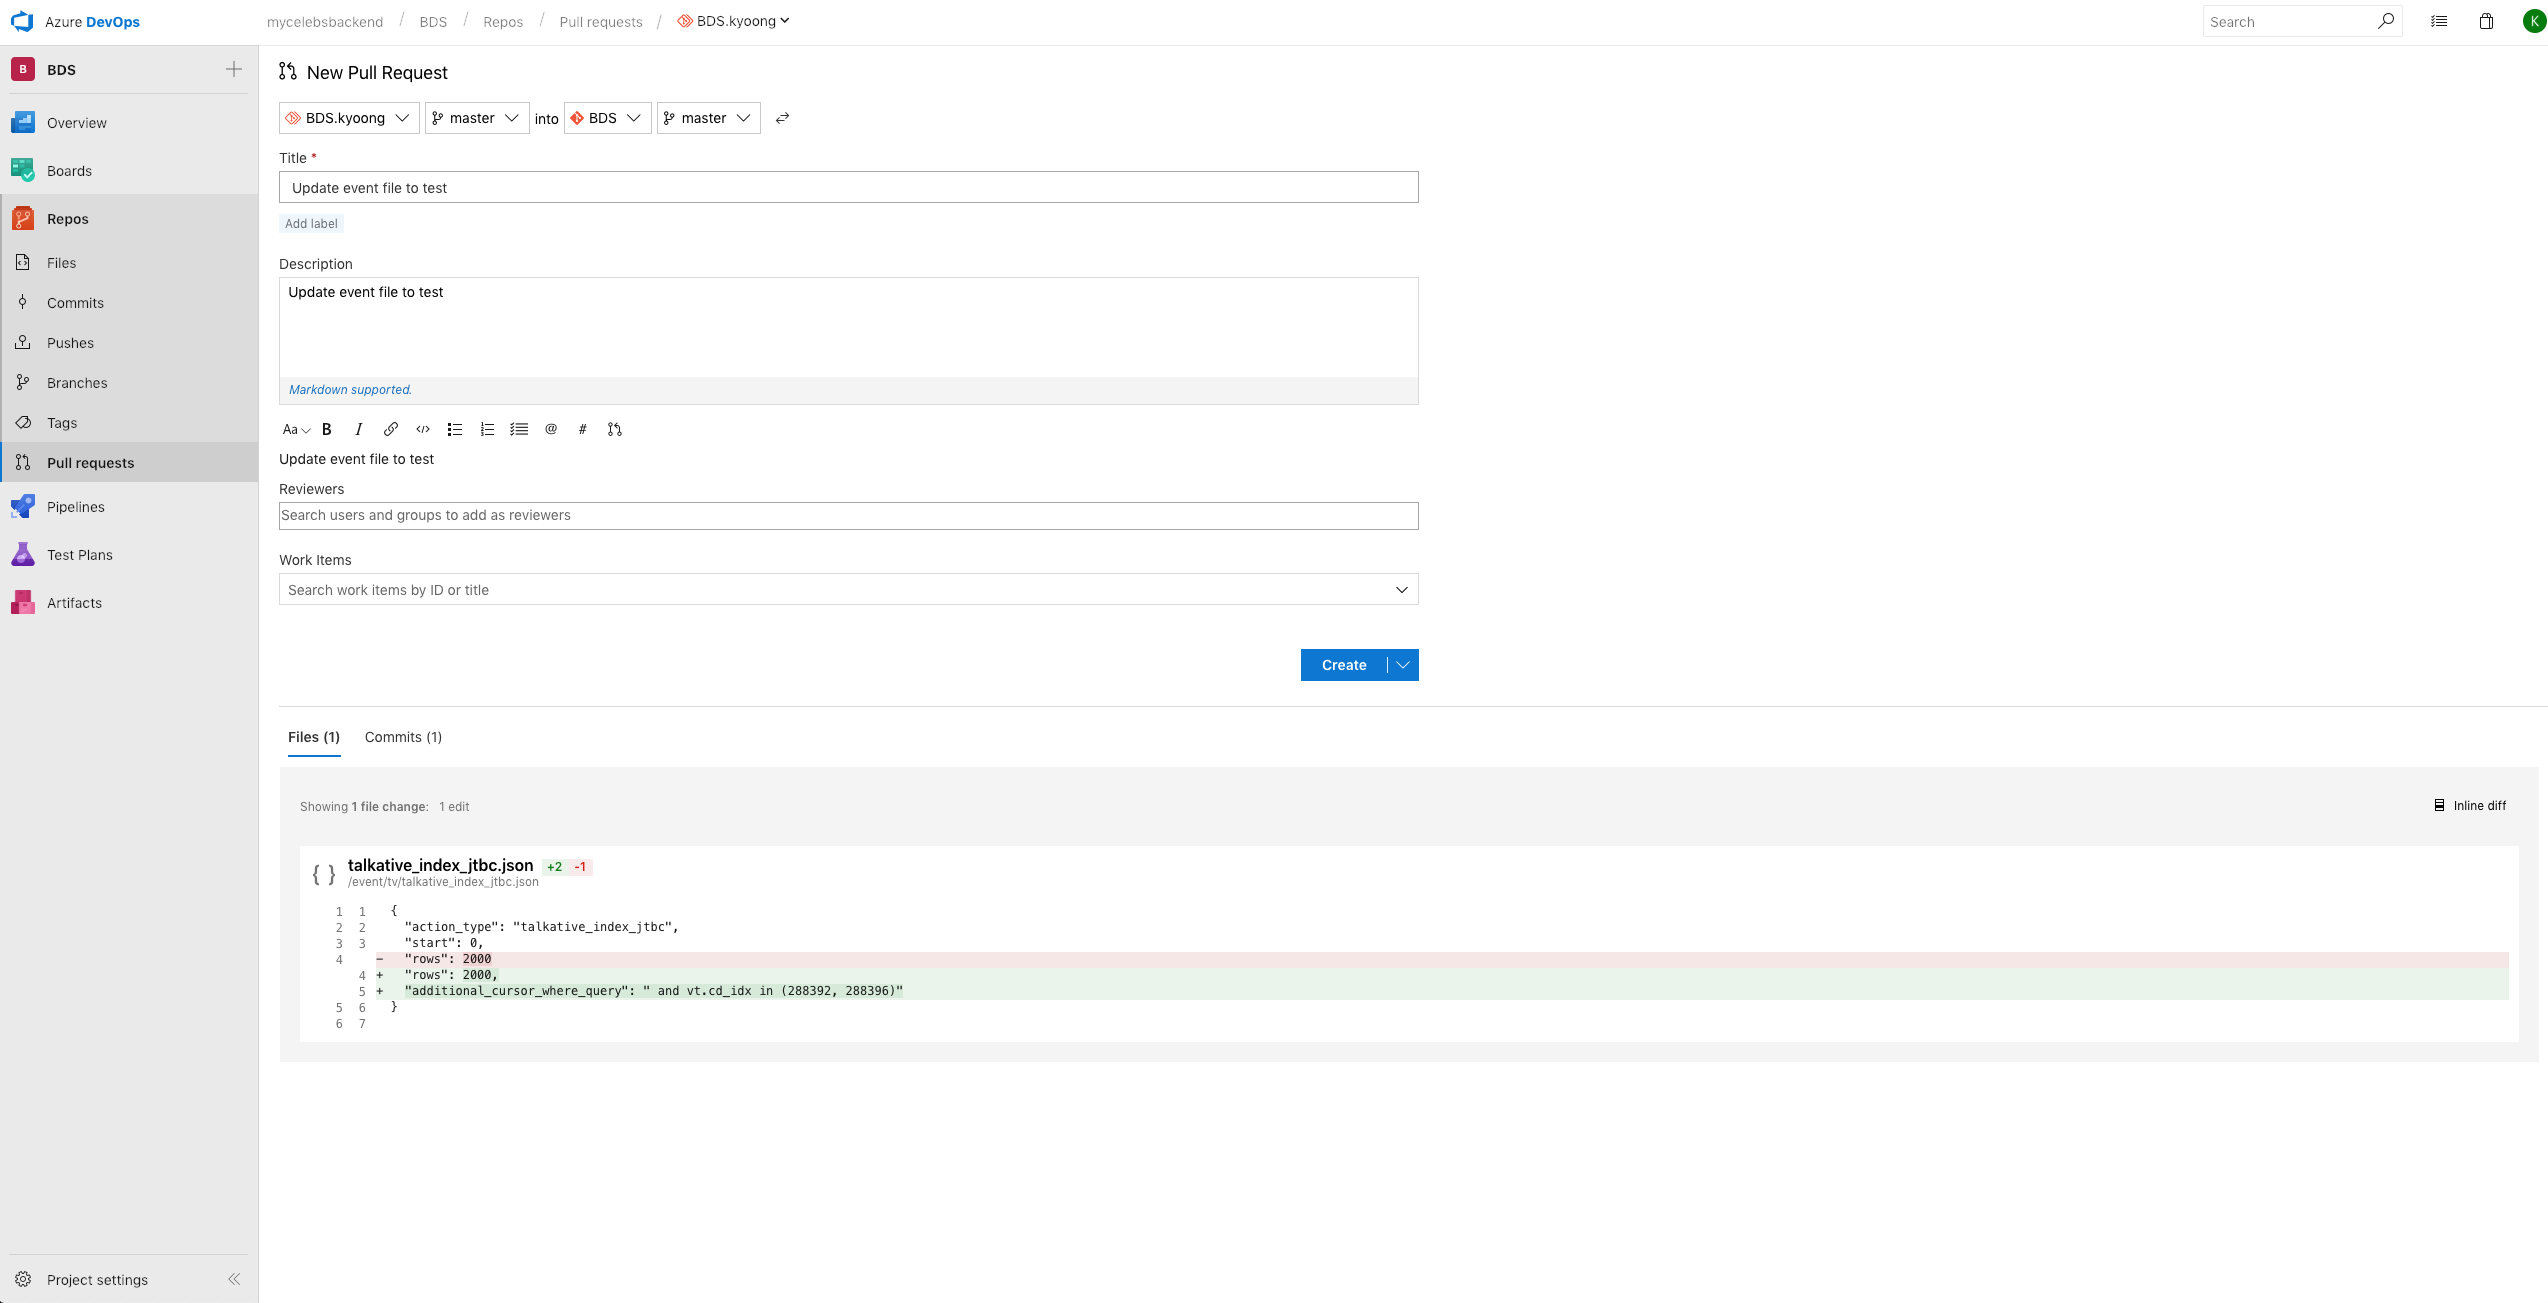 Azure DevOps
mycelebsbackend / BDS / Repos / Pull requests / BDS.kyoong
Search
K
B BDS
Overview
Boards
Repos
Files
Commits
Pushes
Branches
Tags
Pull requests
Pipelines
Test Plans
Artifacts
Project settings
New Pull Request
BDS.kyoong master into BDS master
Title *
Update event file to test
Add label
Description
Update event file to test
Markdown supported.
Aa B I </> @ #
Update event file to test
Reviewers
Search users and groups to add as reviewers
Work Items
Search work items by ID or title
Create
Files (1) Commits (1)
Showing 1 file change: 1 edit
Inline diff
{ } talkative_index_jtbc.json +2 -1
/event/tv/talkative_index_jtbc.json
1 1 {
2 2 "action_type": "talkative_index_jtbc",
3 3 "start": 0,
4 - "rows": 2000
4 + "rows": 2000,
5 + "additional_cursor_where_query": " and vt.cd_idx in (288392, 288396)"
5 6 }
6 7